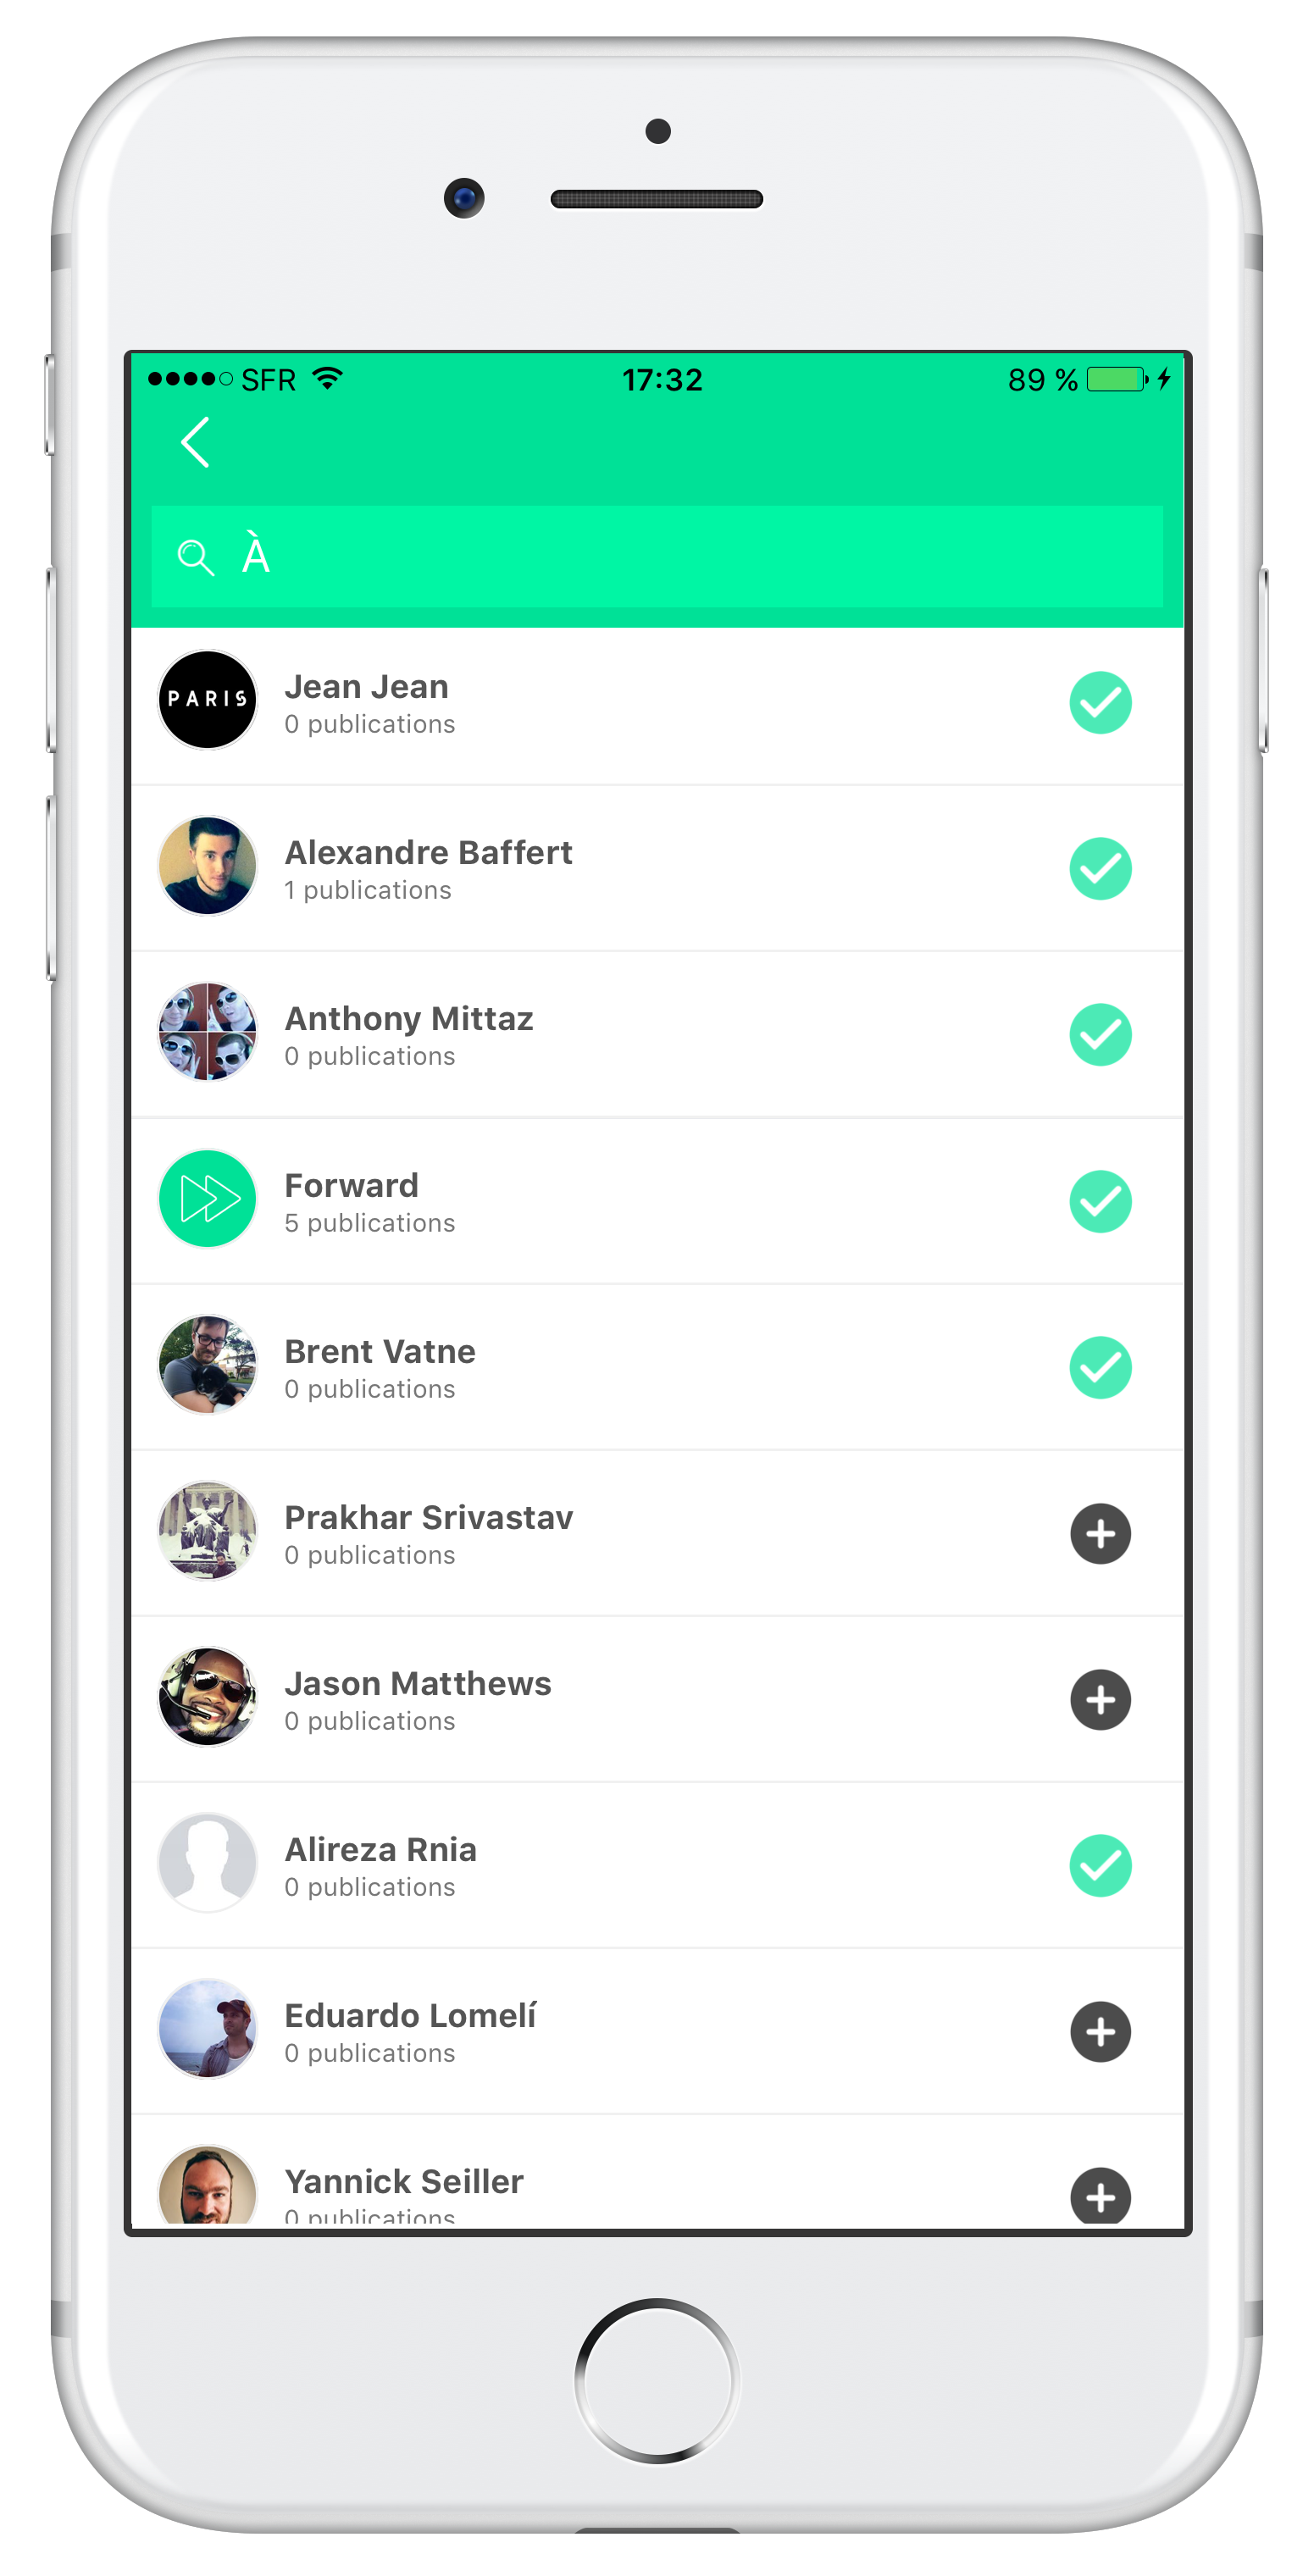 SFR 17:32 89 %
À
PARIS
Jean Jean
0 publications
Alexandre Baffert
1 publications
Anthony Mittaz
0 publications
Forward
5 publications
Brent Vatne
0 publications
Prakhar Srivastav
0 publications
Jason Matthews
0 publications
Alireza Rnia
0 publications
Eduardo Lomelí
0 publications
Yannick Seiller
0 publications